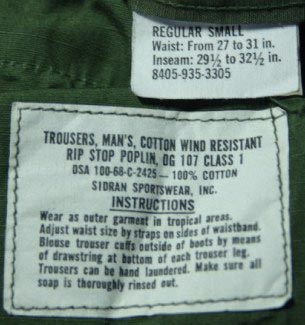 REGULAR SMALL
Waist: From 27 to 31 in.
Inseam: 29½ to 32½ in.
8405-935-3305
TROUSERS, MAN'S, COTTON WIND RESISTANT
RIP STOP POPLIN, OG 107 CLASS 1
DSA 100-68-C-2425 — 100% COTTON
SIDRAN SPORTSWEAR, INC.
INSTRUCTIONS
Wear as outer garment in tropical areas.
Adjust waist size by straps on sides of waistband.
Blouse trouser cuffs outside of boots by means
of drawstring at bottom of each trouser leg.
Trousers can be hand laundered. Make sure all
soap is thoroughly rinsed out.